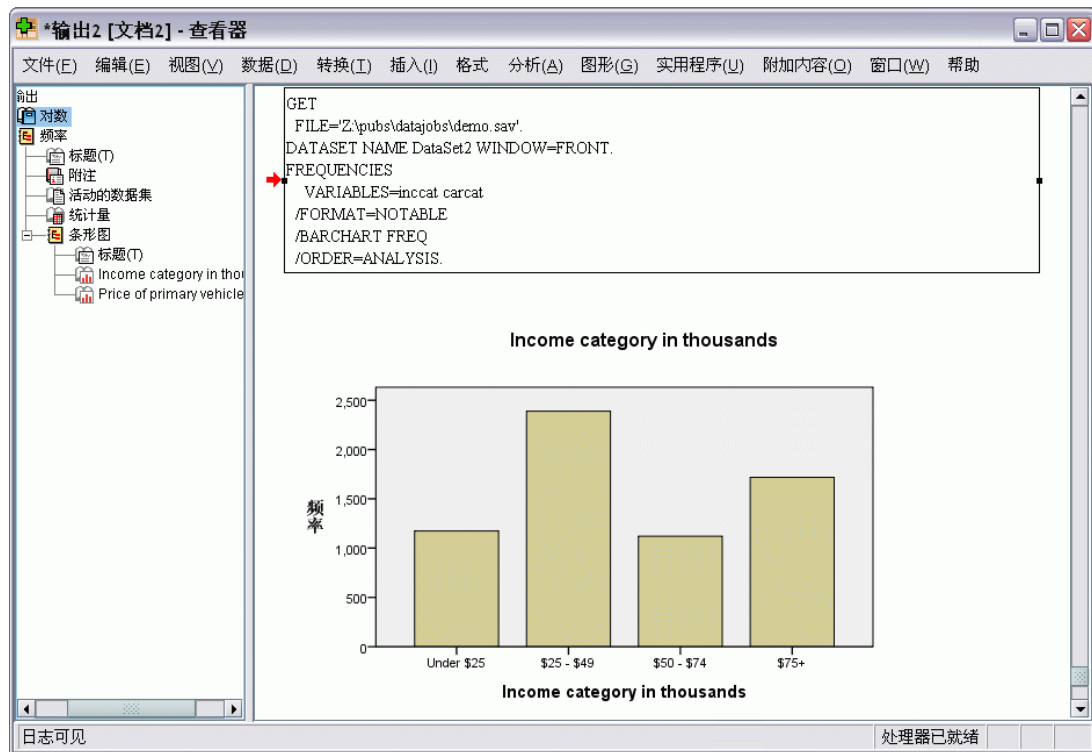 *输出2 [文档2] - 查看器
文件(F) 编辑(E) 视图(V) 数据(D) 转换(T) 插入(I) 格式 分析(A) 图形(G) 实用程序(U) 附加内容(O) 窗口(W) 帮助
输出
对数
频率
标题(T)
附注
活动的数据集
统计量
条形图
标题(T)
Income category in thou
Price of primary vehicle
GET
FILE='Z:\pubs\datajobs\demo.sav'.
DATASET NAME DataSet2 WINDOW=FRONT.
FREQUENCIES
VARIABLES=inccat carcat
/FORMAT=NOTABLE
/BARCHART FREQ
/ORDER=ANALYSIS.
Income category in thousands
频率
2,500
2,000
1,500
1,000
500
0
Under $25 $25 - $49 $50 - $74 $75+
Income category in thousands
日志可见 处理器已就绪